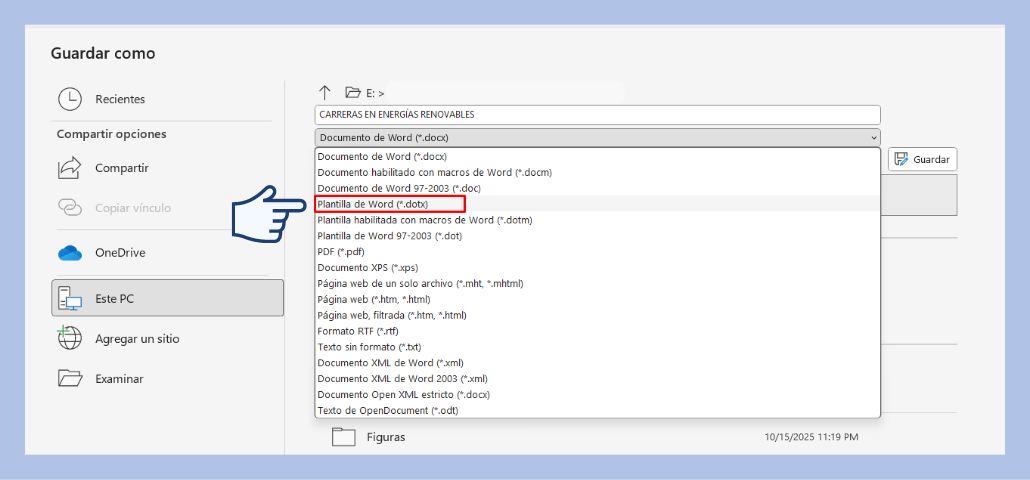 Guardar como
Recientes
Compartir opciones
Compartir
Copiar vínculo
OneDrive
Este PC
Agregar un sitio
Examinar
E: >
CARRERAS EN ENERGÍAS RENOVABLES
Documento de Word (*.docx)
Guardar
Documento de Word (*.docx)
Documento habilitado con macros de Word (*.docm)
Documento de Word 97-2003 (*.doc)
Plantilla de Word (*.dotx)
Plantilla habilitada con macros de Word (*.dotm)
Plantilla de Word 97-2003 (*.dot)
PDF (*.pdf)
Documento XPS (*.xps)
Página web de un solo archivo (*.mht, *.mhtml)
Página web (*.htm, *.html)
Página web, filtrada (*.htm, *.html)
Formato RTF (*.rtf)
Texto sin formato (*.txt)
Documento XML de Word (*.xml)
Documento XML de Word 2003 (*.xml)
Documento Open XML estricto (*.docx)
Texto de OpenDocument (*.odt)
Figuras 10/15/2025 11:19 PM